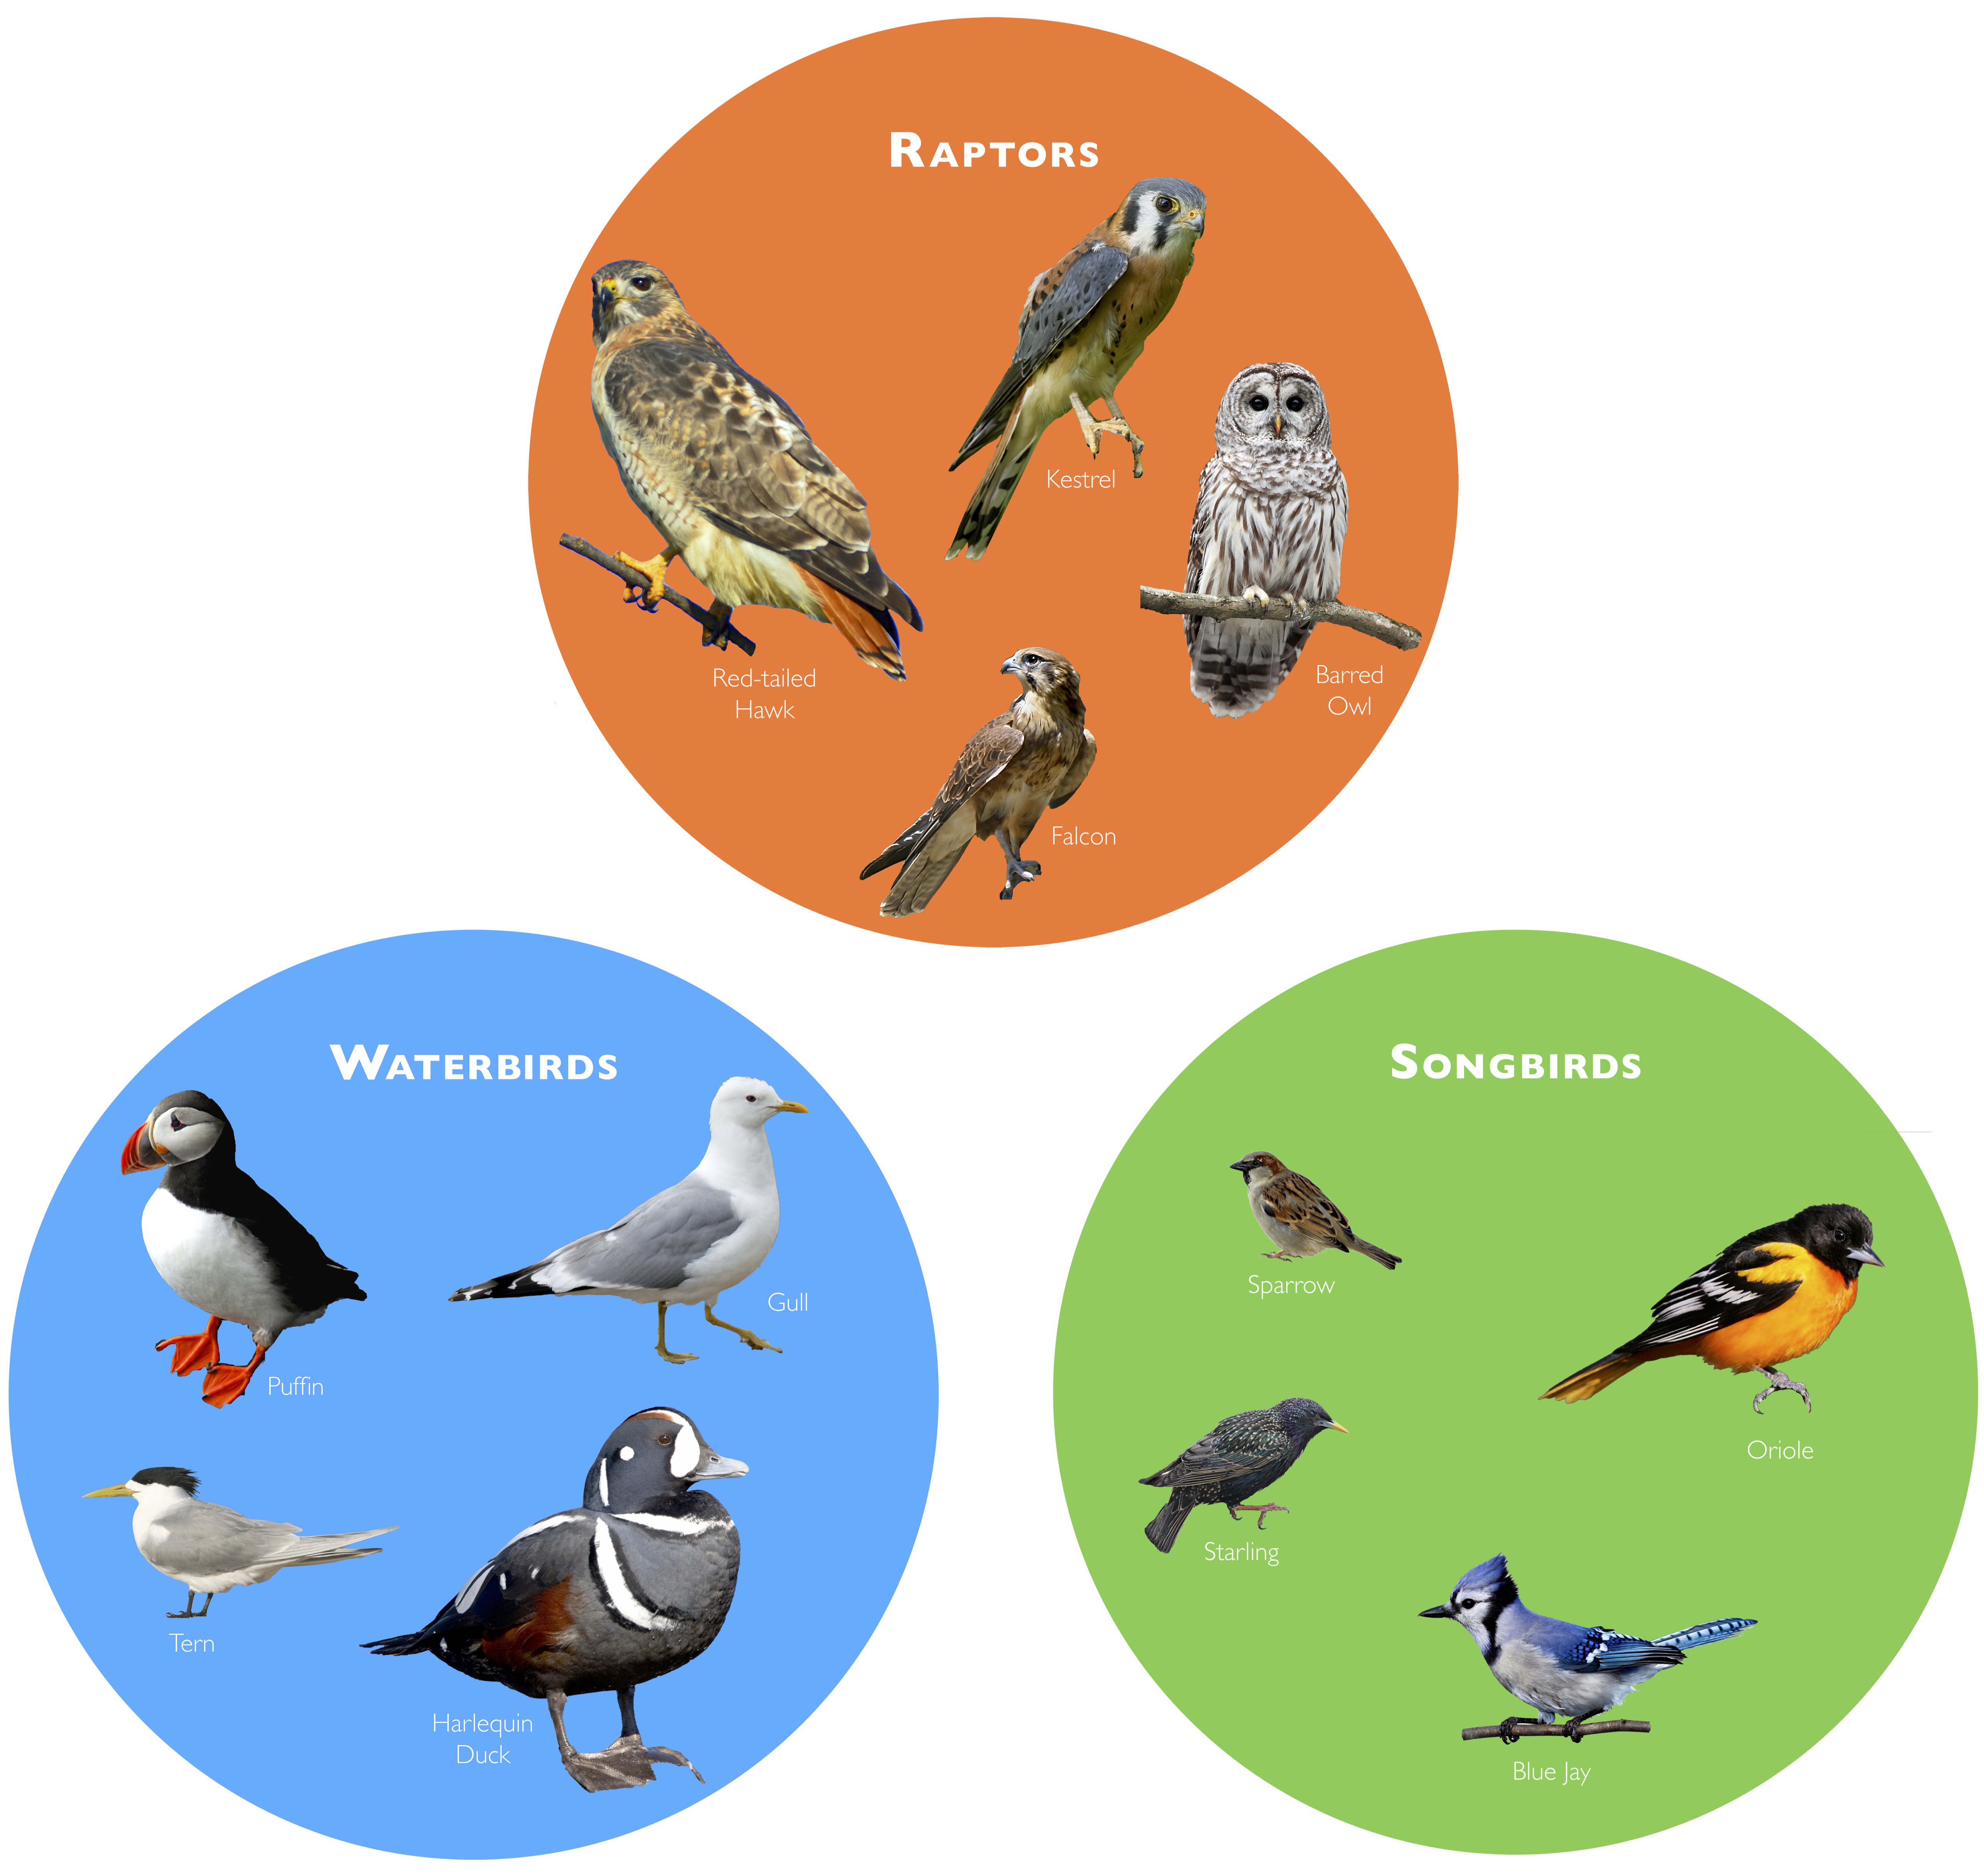 Raptors
Kestrel
Red-tailed
Hawk
Barred
Owl
Falcon
Waterbirds
Gull
Puffin
Tern
Harlequin
Duck
Songbirds
Sparrow
Oriole
Starling
Blue Jay